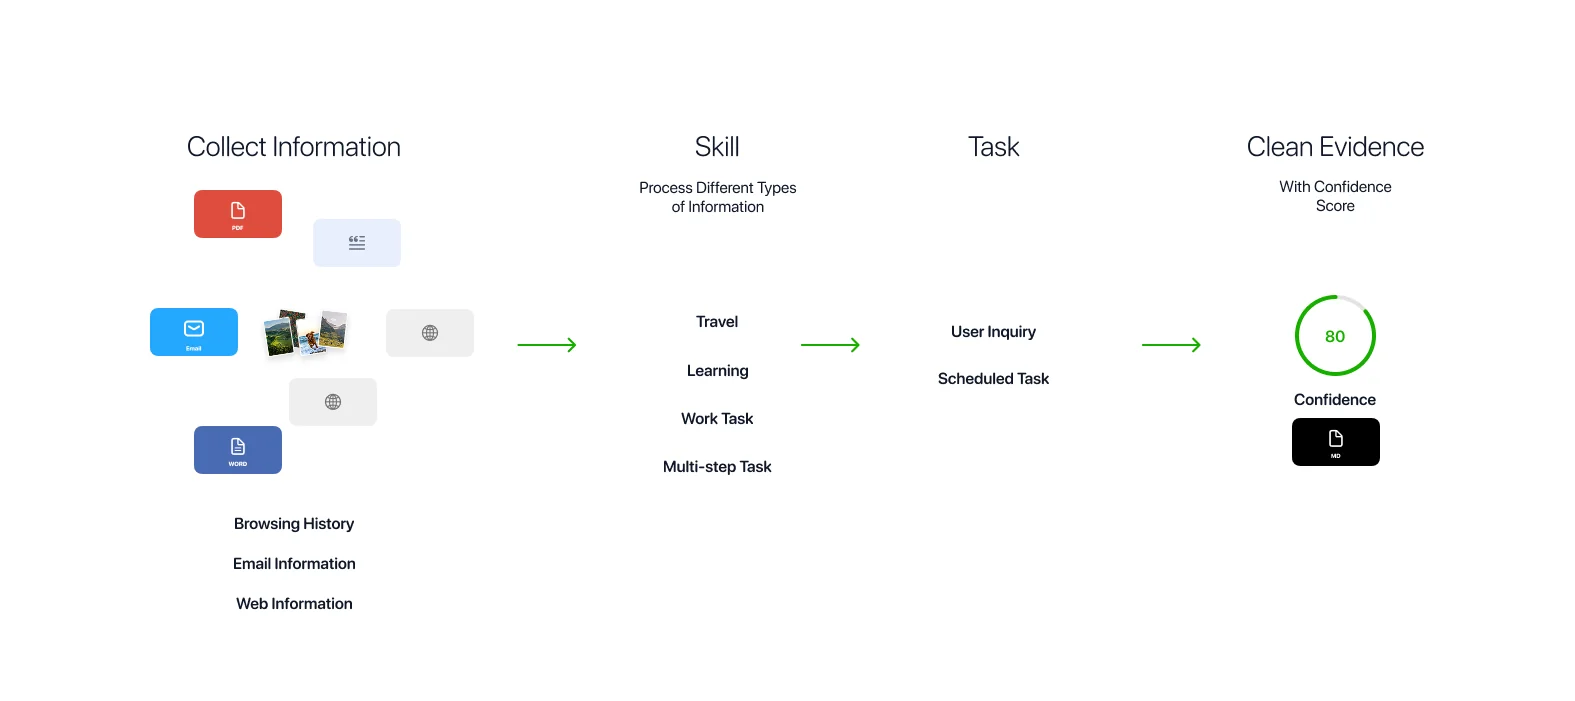 Collect Information
PDF
Email
WORD
Browsing History
Email Information
Web Information
Skill
Process Different Types
of Information
Travel
Learning
Work Task
Multi-step Task
Task
User Inquiry
Scheduled Task
Clean Evidence
With Confidence
Score
80
Confidence
MD